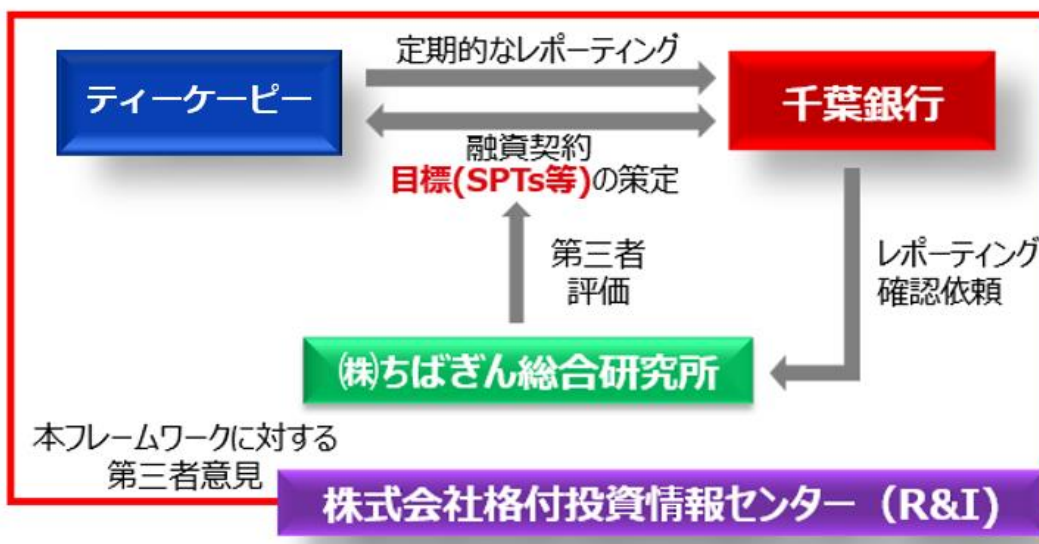 定期的なレポーティング
ティーケーピー
千葉銀行
融資契約
目標(SPTs等)の策定
第三者
評価
レポーティング
確認依頼
㈱ちばぎん総合研究所
本フレームワークに対する
第三者意見
株式会社格付投資情報センター（R&I）